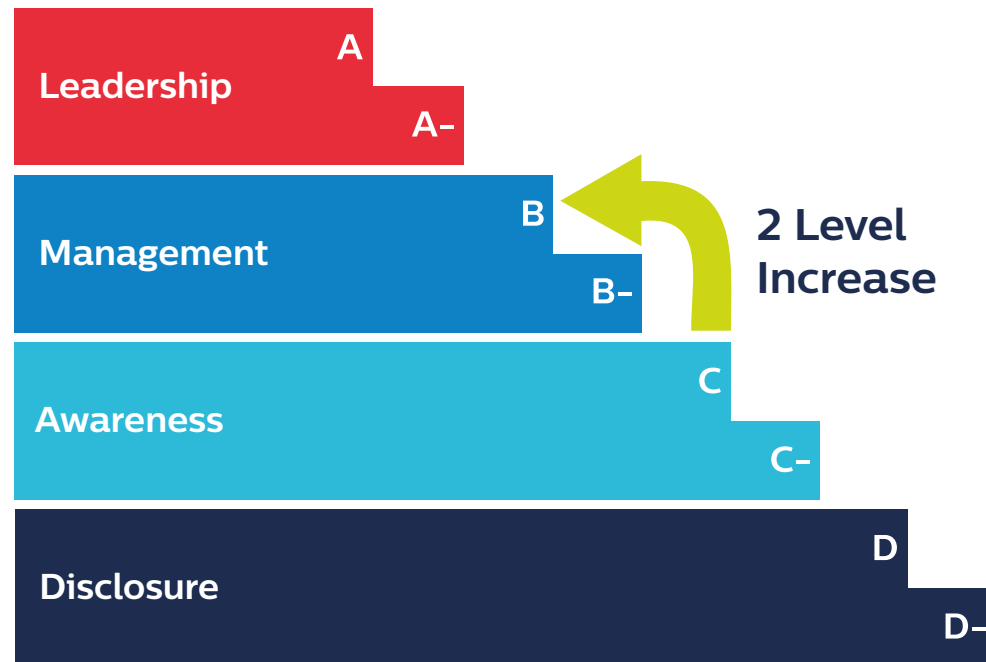 A
Leadership
A–
B
Management
B–
2 Level
Increase
C
Awareness
C–
D
Disclosure
D–